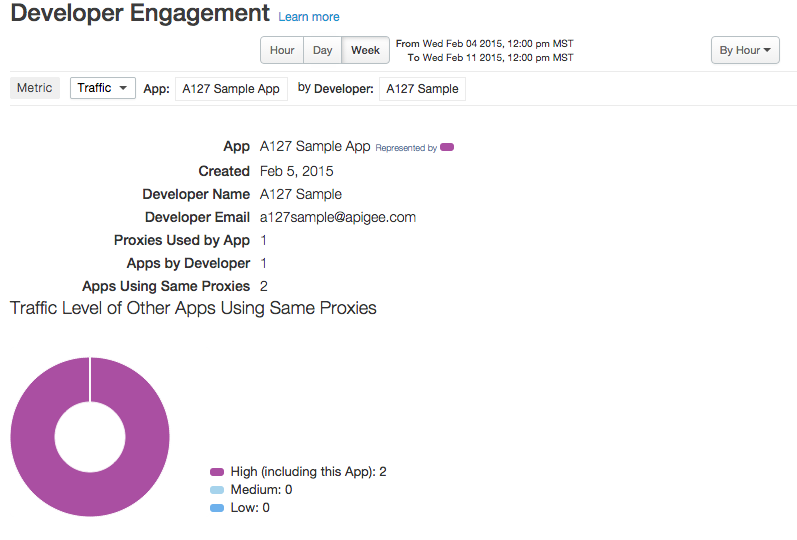 Developer Engagement Learn more
Hour Day Week From Wed Feb 04 2015, 12:00 pm MST By Hour
To Wed Feb 11 2015, 12:00 pm MST
Metric Traffic App: A127 Sample App by Developer: A127 Sample
App A127 Sample App Represented by
Created Feb 5, 2015
Developer Name A127 Sample
Developer Email a127sample@apigee.com
Proxies Used by App 1
Apps by Developer 1
Apps Using Same Proxies 2
Traffic Level of Other Apps Using Same Proxies
High (including this App): 2
Medium: 0
Low: 0